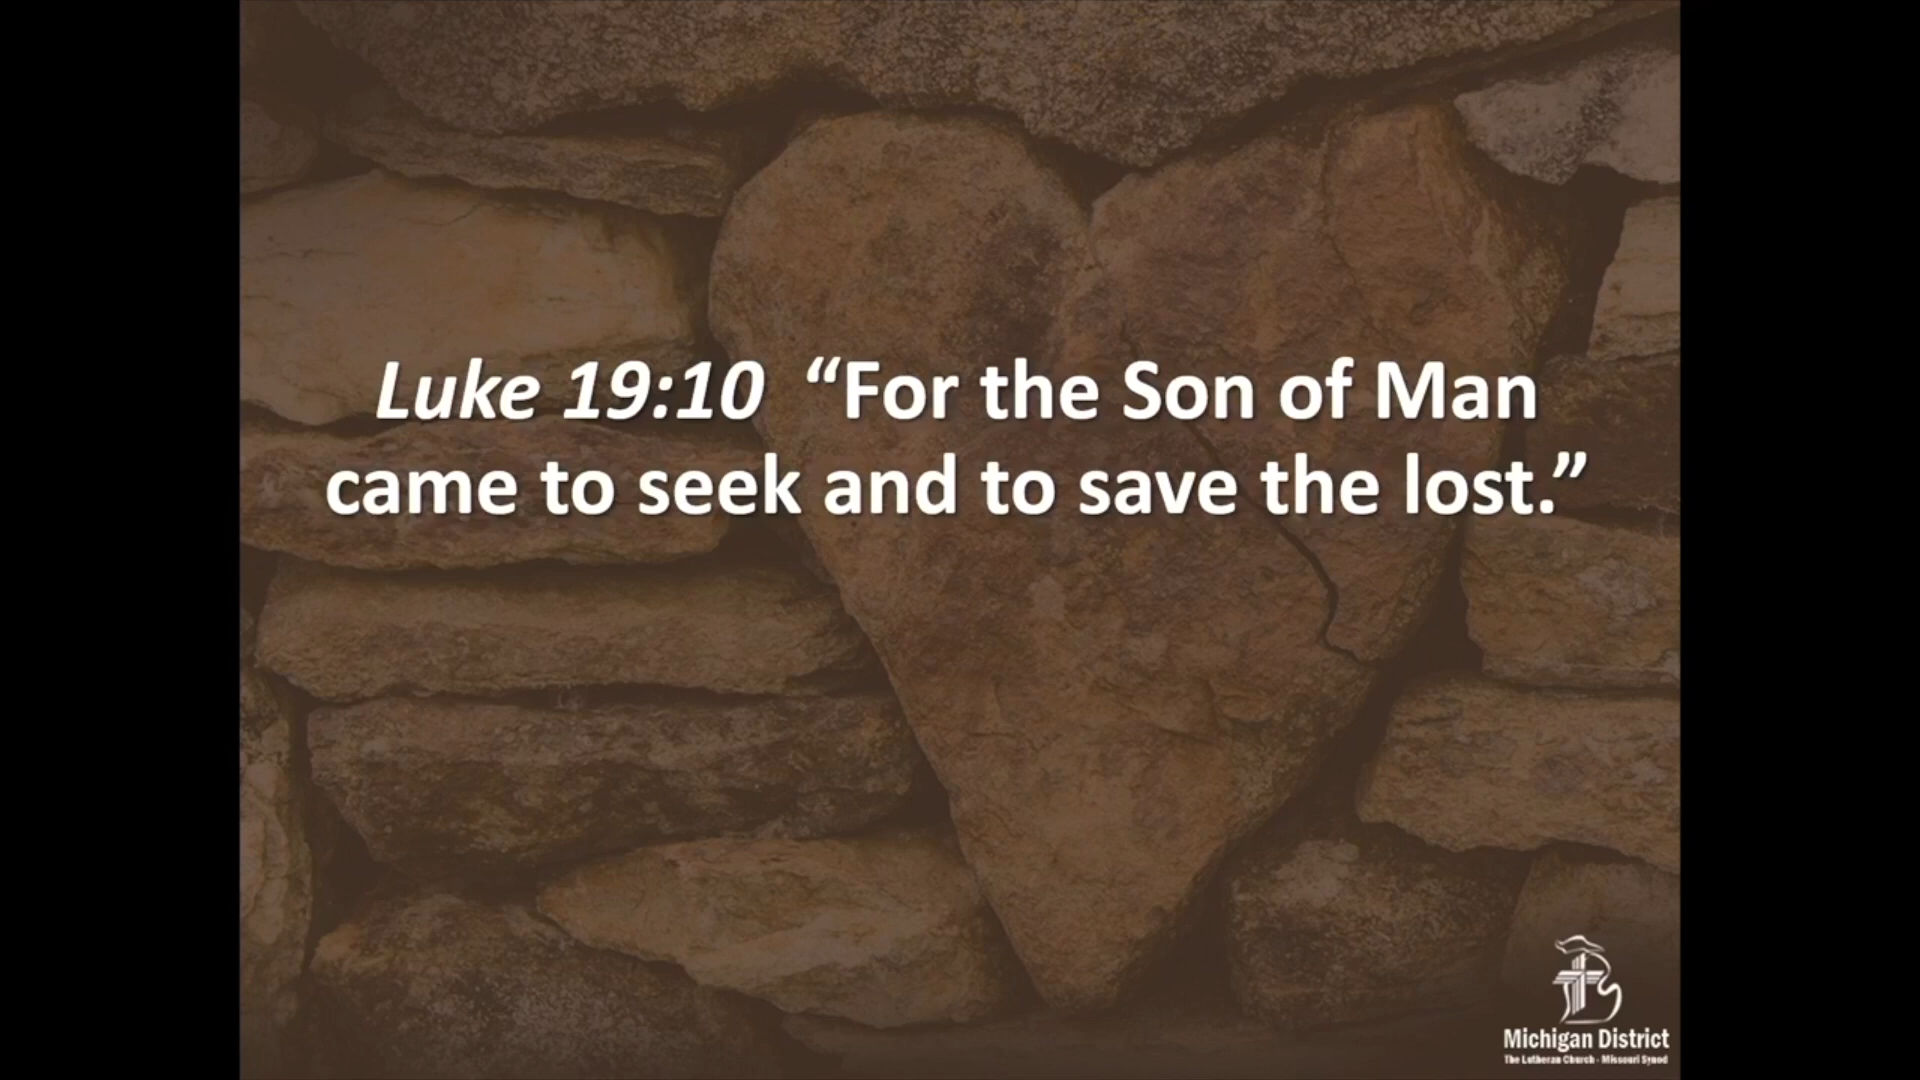 Luke 19:10 “For the Son of Man
came to seek and to save the lost.”
Michigan District
The Lutheran Church - Missouri Synod